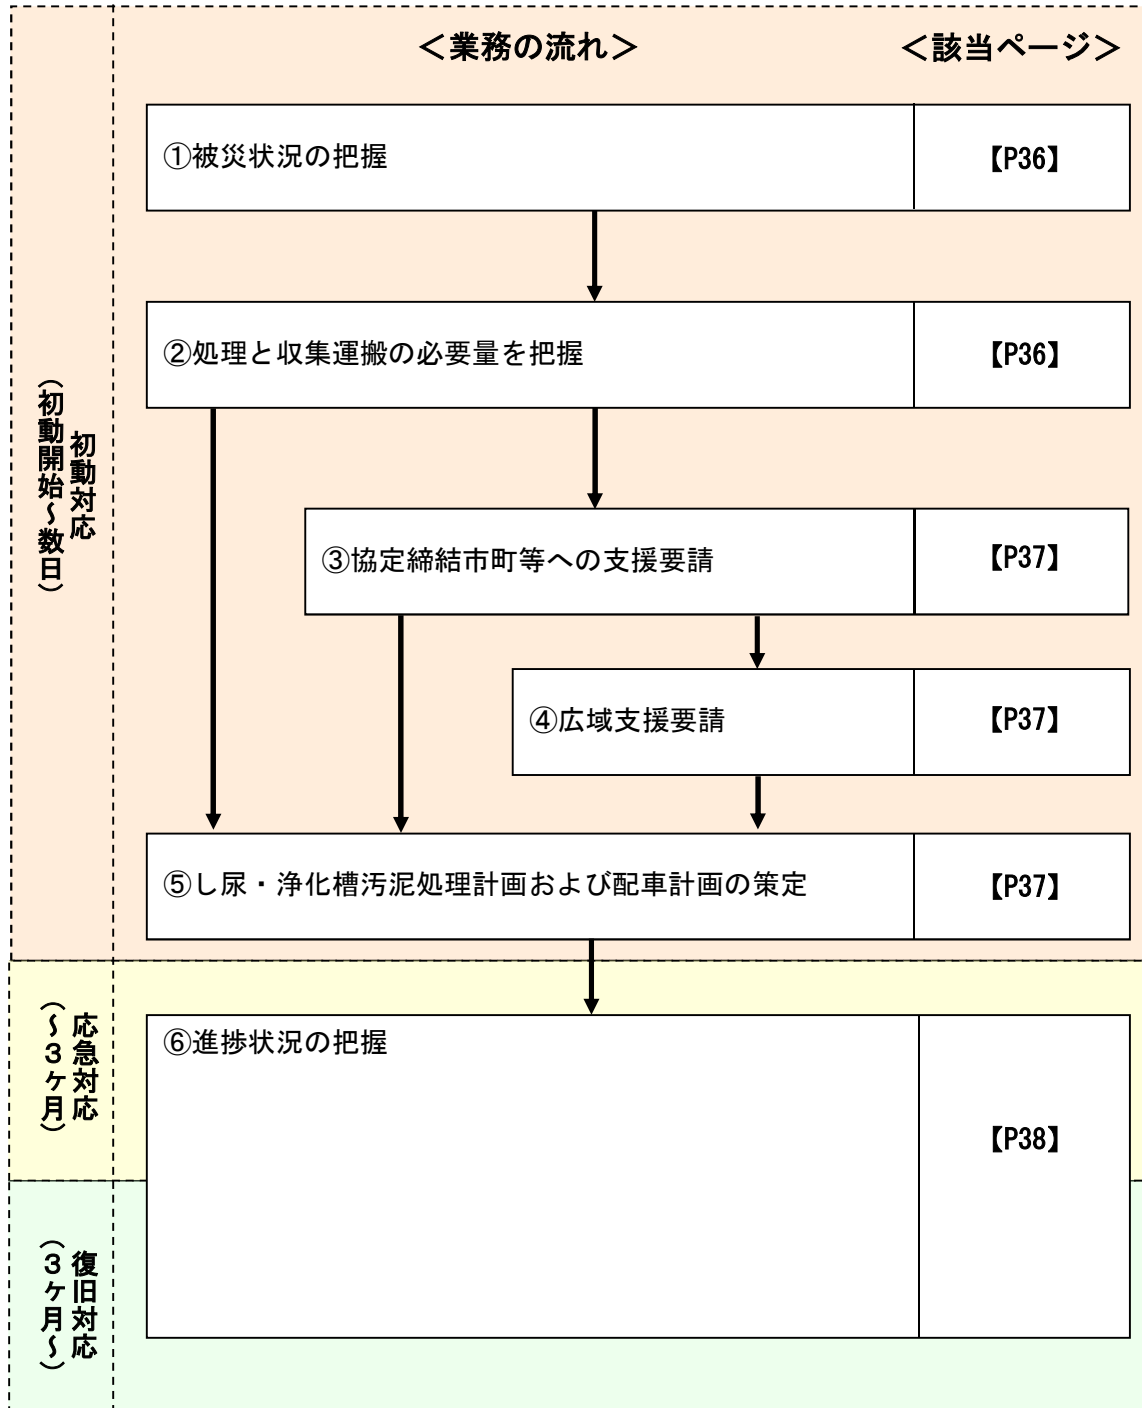 ＜業務の流れ＞
＜該当ページ＞
①被災状況の把握
【P36】
②処理と収集運搬の必要量を把握
【P36】
③協定締結市町等への支援要請
【P37】
④広域支援要請
【P37】
⑤し尿・浄化槽汚泥処理計画および配車計画の策定
【P37】
⑥進捗状況の把握
【P38】
初動対応
（初動開始～数日）
応急対応
（～３ヶ月）
復旧対応
（３ヶ月～）